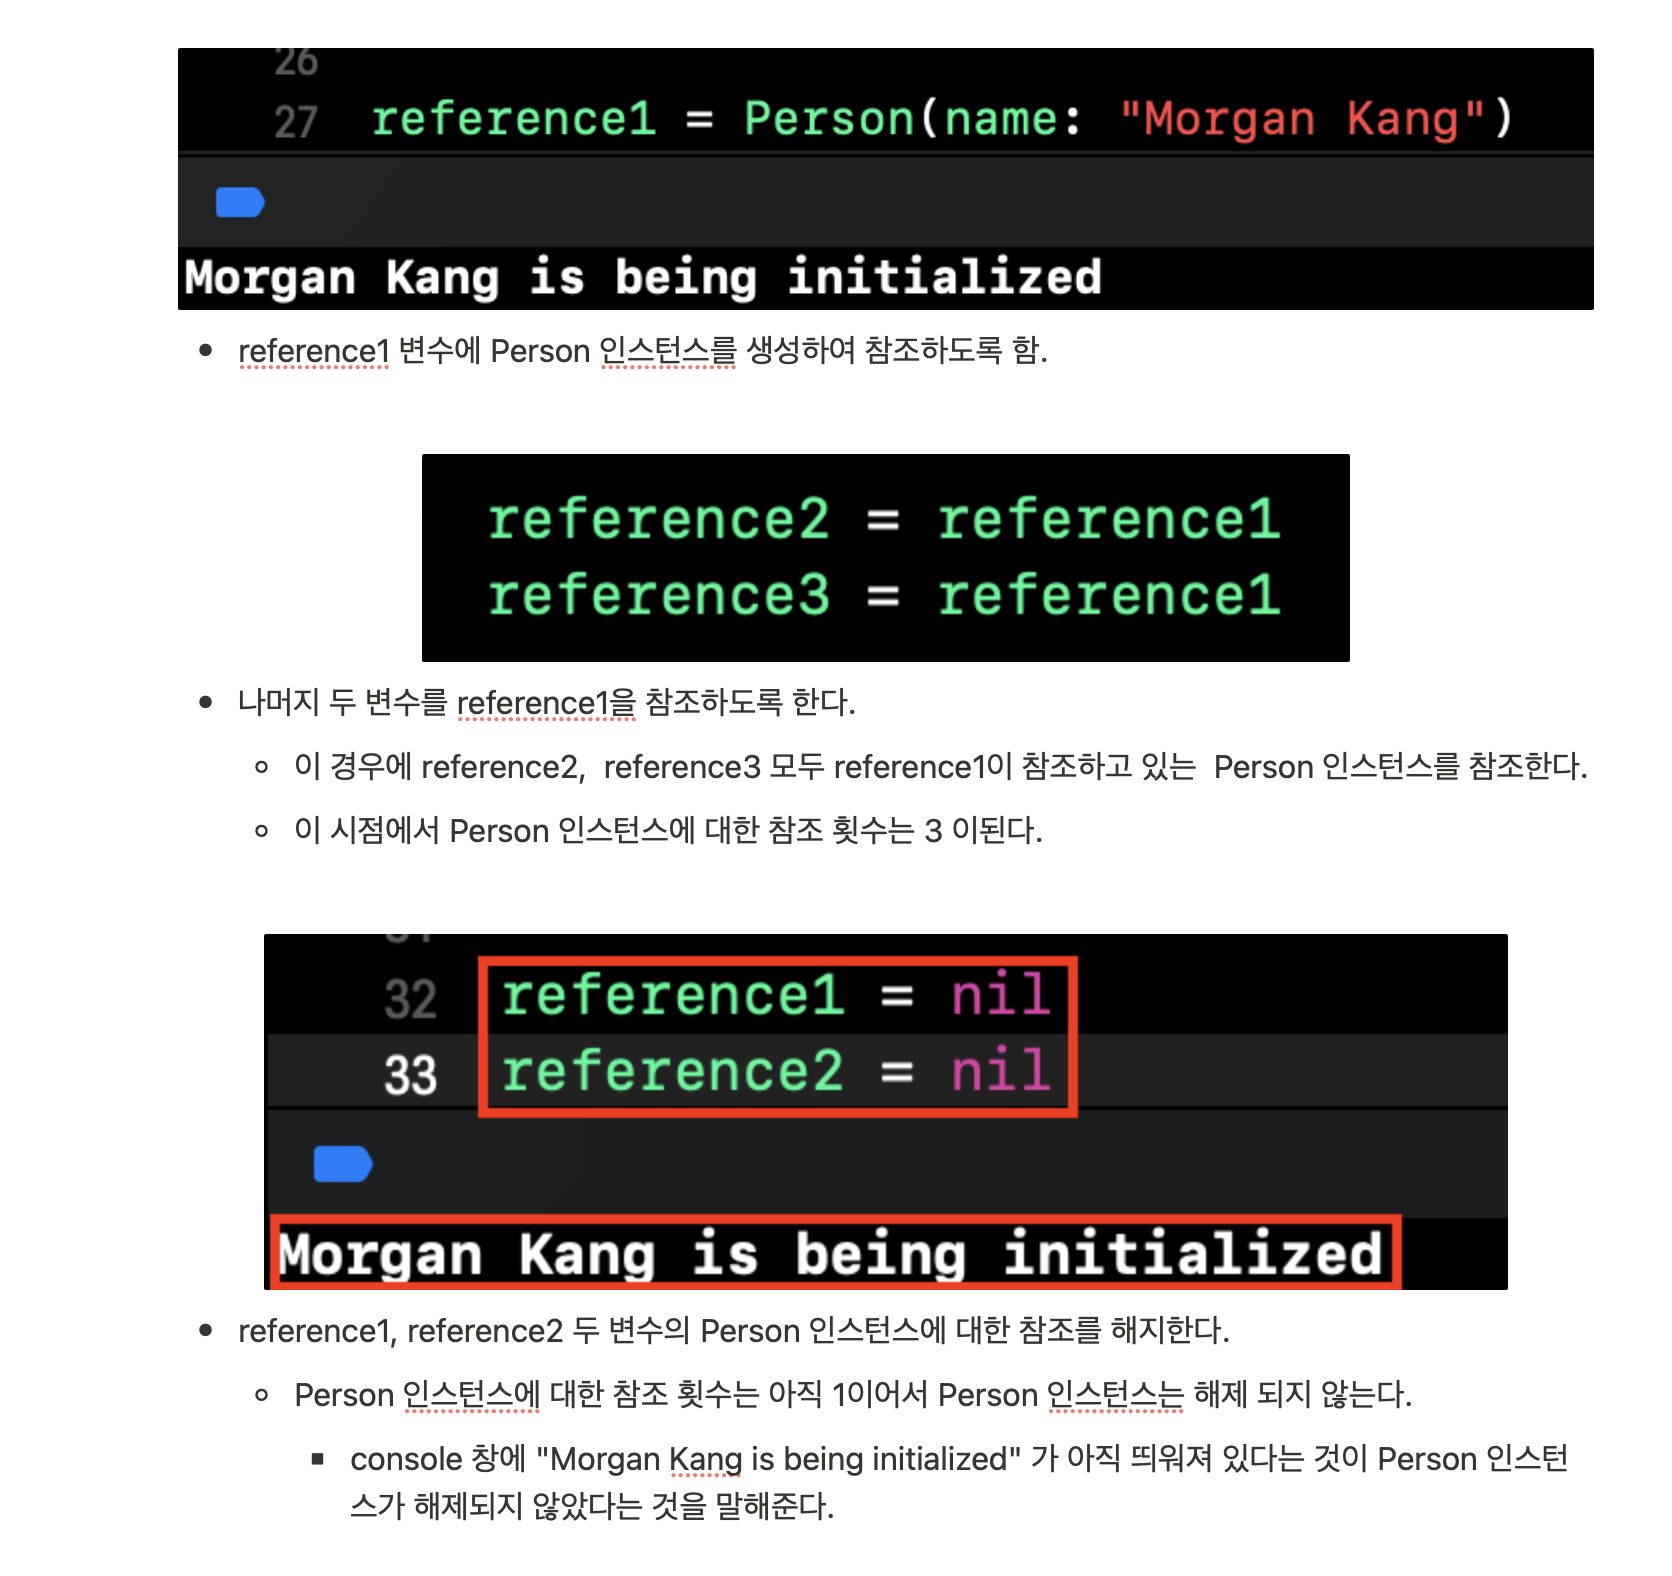 26
27 reference1 = Person(name: "Morgan Kang")
Morgan Kang is being initialized
• reference1 변수에 Person 인스턴스를 생성하여 참조하도록 함.
reference2 = reference1
reference3 = reference1
• 나머지 두 변수를 reference1을 참조하도록 한다.
◦ 이 경우에 reference2, reference3 모두 reference1이 참조하고 있는 Person 인스턴스를 참조한다.
◦ 이 시점에서 Person 인스턴스에 대한 참조 횟수는 3 이된다.
32 reference1 = nil
33 reference2 = nil
Morgan Kang is being initialized
• reference1, reference2 두 변수의 Person 인스턴스에 대한 참조를 해지한다.
◦ Person 인스턴스에 대한 참조 횟수는 아직 1이어서 Person 인스턴스는 해제 되지 않는다.
▪ console 창에 "Morgan Kang is being initialized" 가 아직 띄워져 있다는 것이 Person 인스턴
스가 해제되지 않았다는 것을 말해준다.